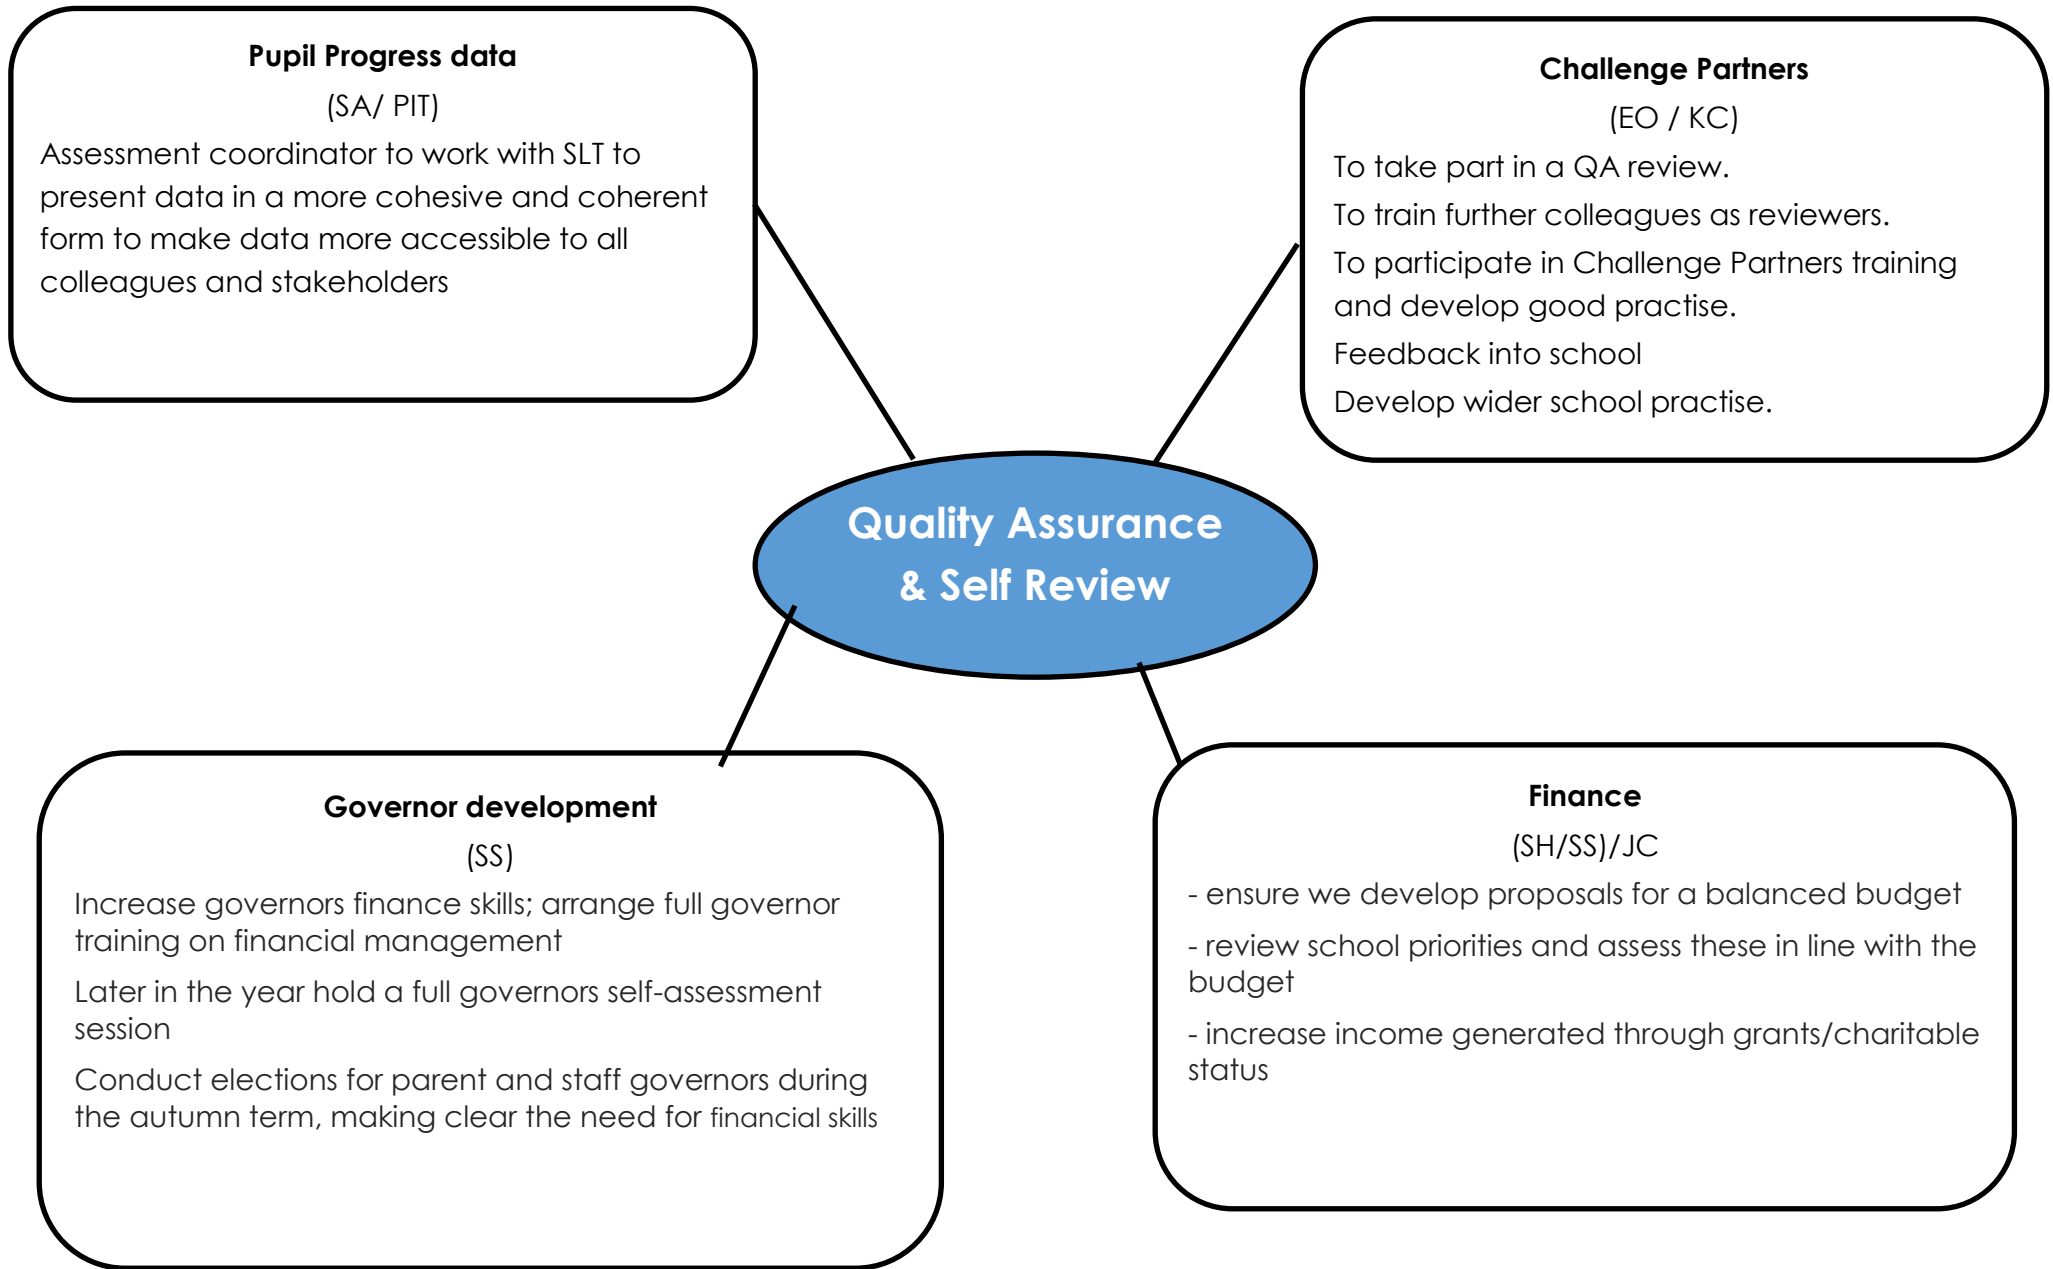 Pupil Progress data
(SA/ PIT)
Assessment coordinator to work with SLT to
present data in a more cohesive and coherent
form to make data more accessible to all
colleagues and stakeholders
Challenge Partners
(EO / KC)
To take part in a QA review.
To train further colleagues as reviewers.
To participate in Challenge Partners training
and develop good practise.
Feedback into school
Develop wider school practise.
Quality Assurance
& Self Review
Governor development
(SS)
Increase governors finance skills; arrange full governor
training on financial management
Later in the year hold a full governors self-assessment
session
Conduct elections for parent and staff governors during
the autumn term, making clear the need for financial skills
Finance
(SH/SS)/JC
- ensure we develop proposals for a balanced budget
- review school priorities and assess these in line with the
budget
- increase income generated through grants/charitable
status